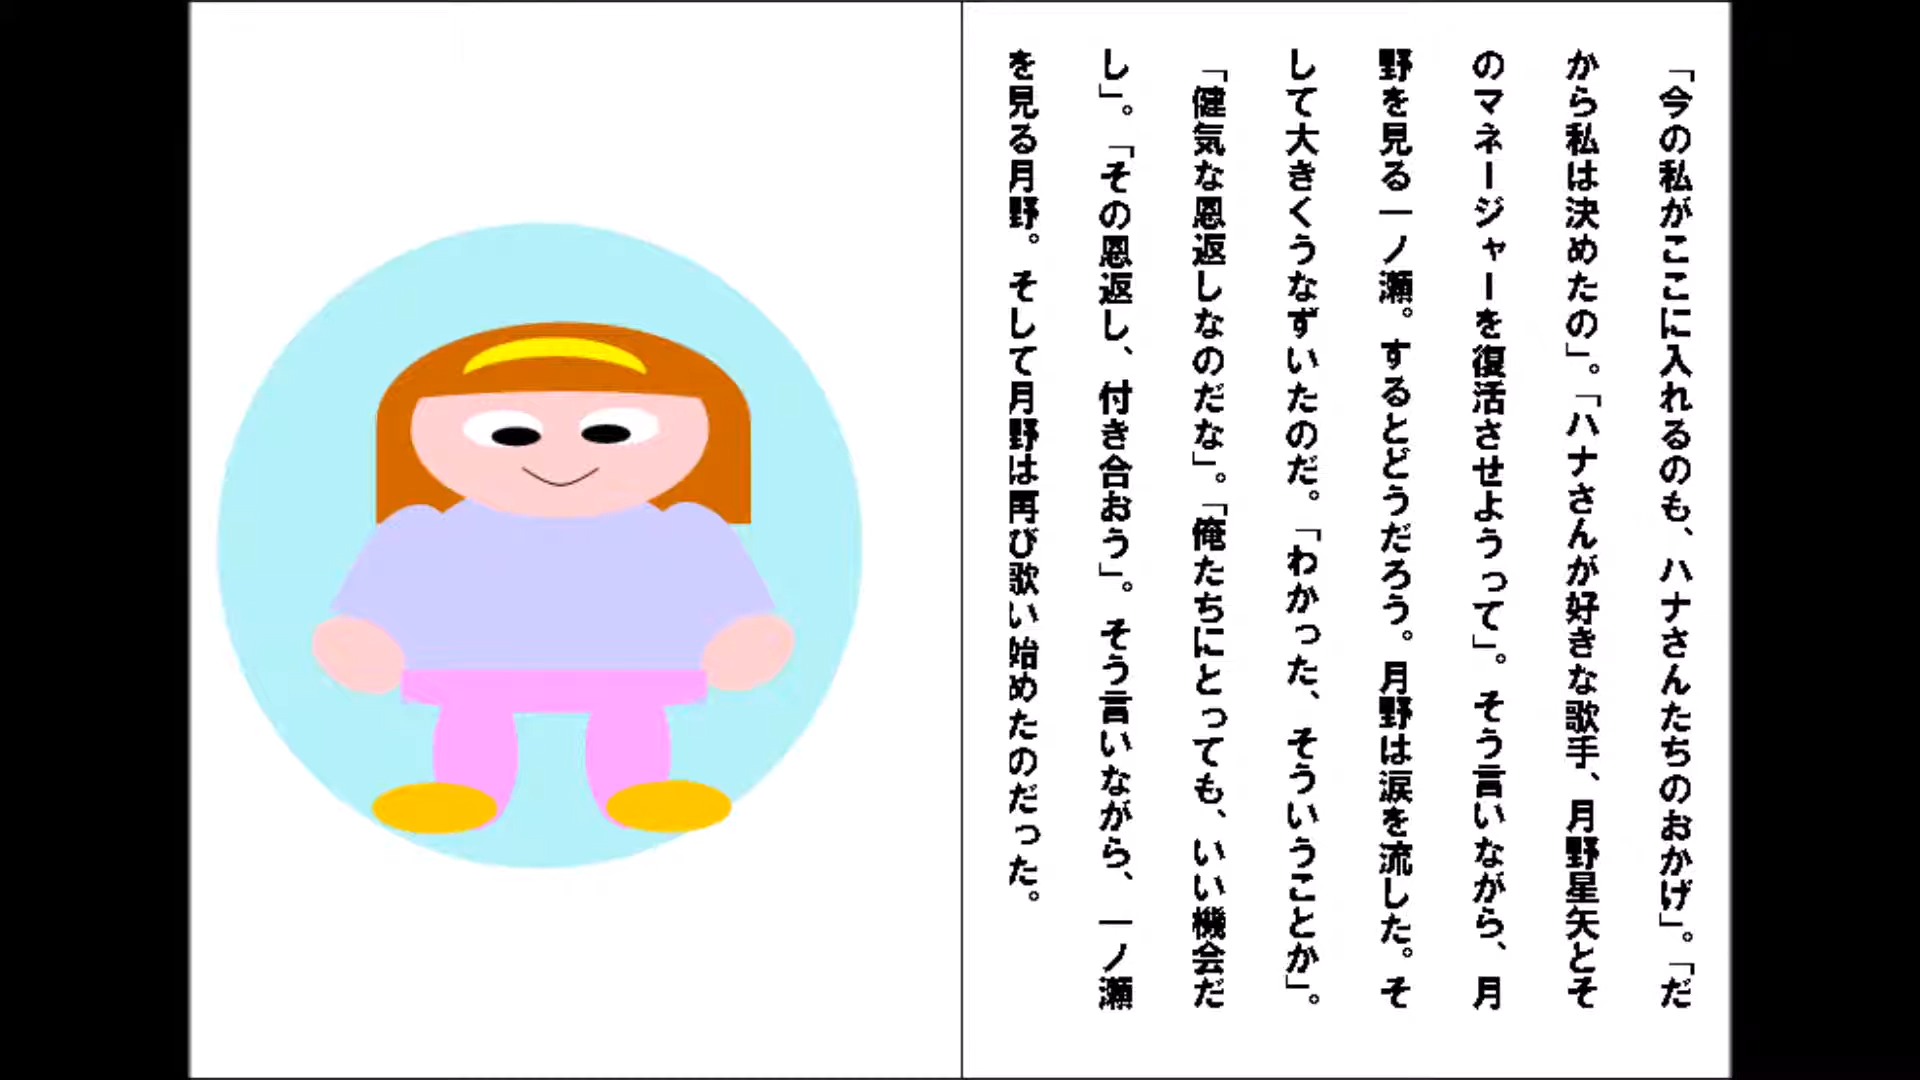 「今の私がここに入れるのも、ハナさんたちのおかげ」。「だ
から私は決めたの」。「ハナさんが好きな歌手、月野星矢とそ
のマネージャーを復活させようって」。そう言いながら、月
野を見る一ノ瀬。するとどうだろう。月野は涙を流した。そ
して大きくうなずいたのだ。「わかった、そういうことか」。
「健気な恩返しなのだな」。「俺たちにとっても、いい機会だ
し」。「その恩返し、付き合おう」。そう言いながら、一ノ瀬
を見る月野。そして月野は再び歌い始めたのだった。